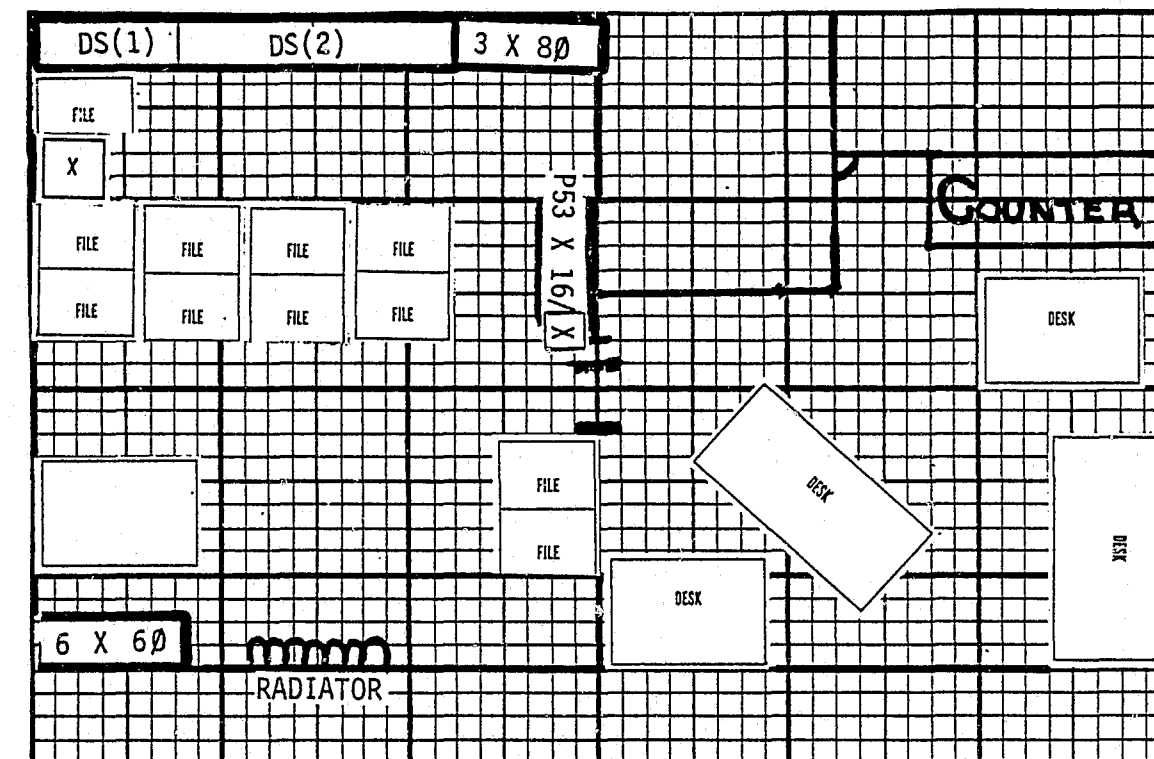 DS(1) DS(2) 3 X 8Ø
FILE
X
P53 X 16/X
COUNTER
FILE FILE FILE FILE
FILE FILE FILE FILE
DESK
FILE
DESK
FILE
DESK
DESK
6 X 6Ø
RADIATOR